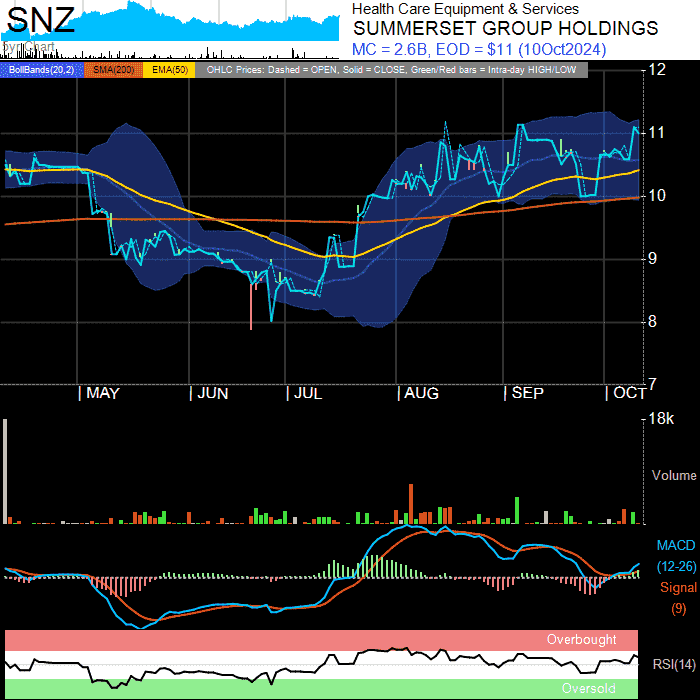 SNZ
Health Care Equipment & Services
SUMMERSET GROUP HOLDINGS
MC = 2.6B, EOD = $11 (10Oct2024)
BollBands(20,2) SMA(200) EMA(50) OHLC Prices: Dashed = OPEN, Solid = CLOSE, Green/Red bars = Intra-day HIGH/LOW
12
11
10
9
8
7
| MAY | JUN | JUL | AUG | SEP | OCT
18k
Volume
MACD
(12-26)
Signal
(9)
Overbought
RSI(14)
Oversold